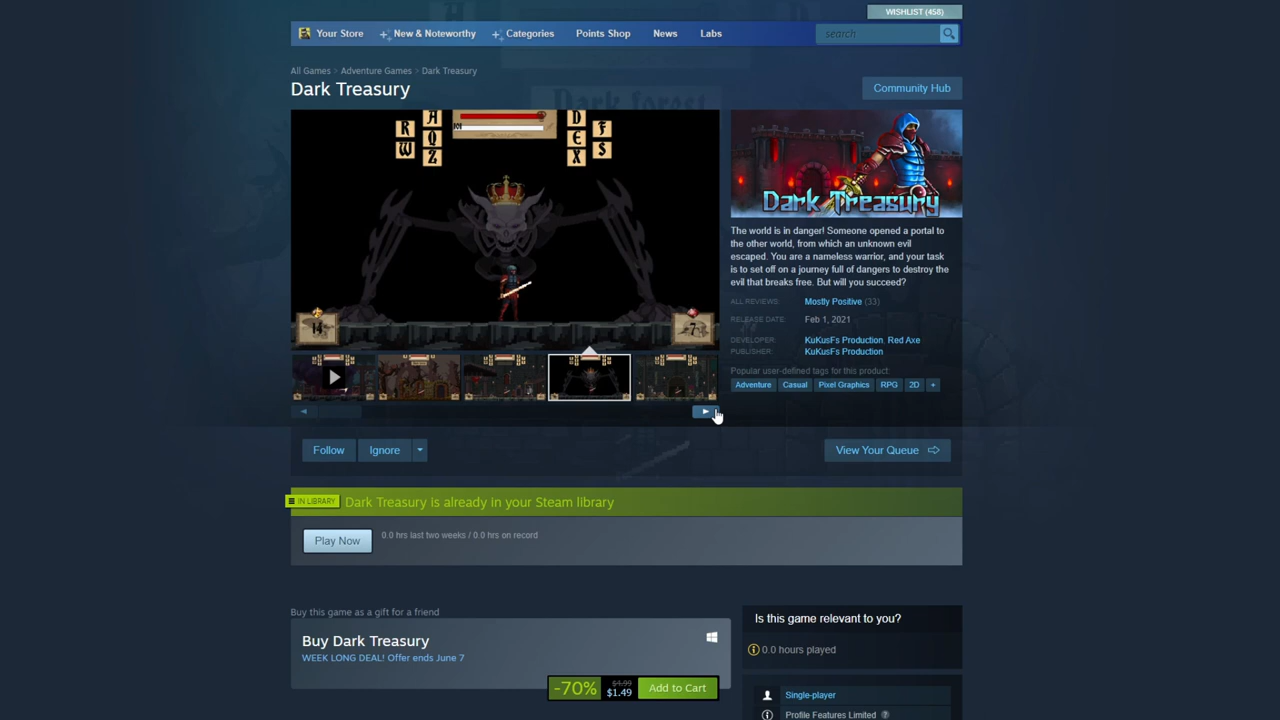 WISHLIST (458)
Your Store
New & Noteworthy
Categories
Points Shop
News
Labs
search
All Games > Adventure Games > Dark Treasury
Dark Treasury
Community Hub
Dark forest
R
A
W
Q
Z
D
F
E
S
X
14
7
Dark Treasury
The world is in danger! Someone opened a portal to
the other world, from which an unknown evil
escaped. You are a nameless warrior, and your task
is to set off on a journey full of dangers to destroy the
evil that breaks free. But will you succeed?
ALL REVIEWS: Mostly Positive (33)
RELEASE DATE: Feb 1, 2021
DEVELOPER: KuKusFs Production, Red Axe
PUBLISHER: KuKusFs Production
Popular user-defined tags for this product:
Adventure
Casual
Pixel Graphics
RPG
2D
+
Follow
Ignore
View Your Queue
IN LIBRARY
Dark Treasury is already in your Steam library
Play Now
0.0 hrs last two weeks / 0.0 hrs on record
Buy this game as a gift for a friend
Buy Dark Treasury
WEEK LONG DEAL! Offer ends June 7
-70%
$4.99
$1.49
Add to Cart
Is this game relevant to you?
0.0 hours played
Single-player
Profile Features Limited ?